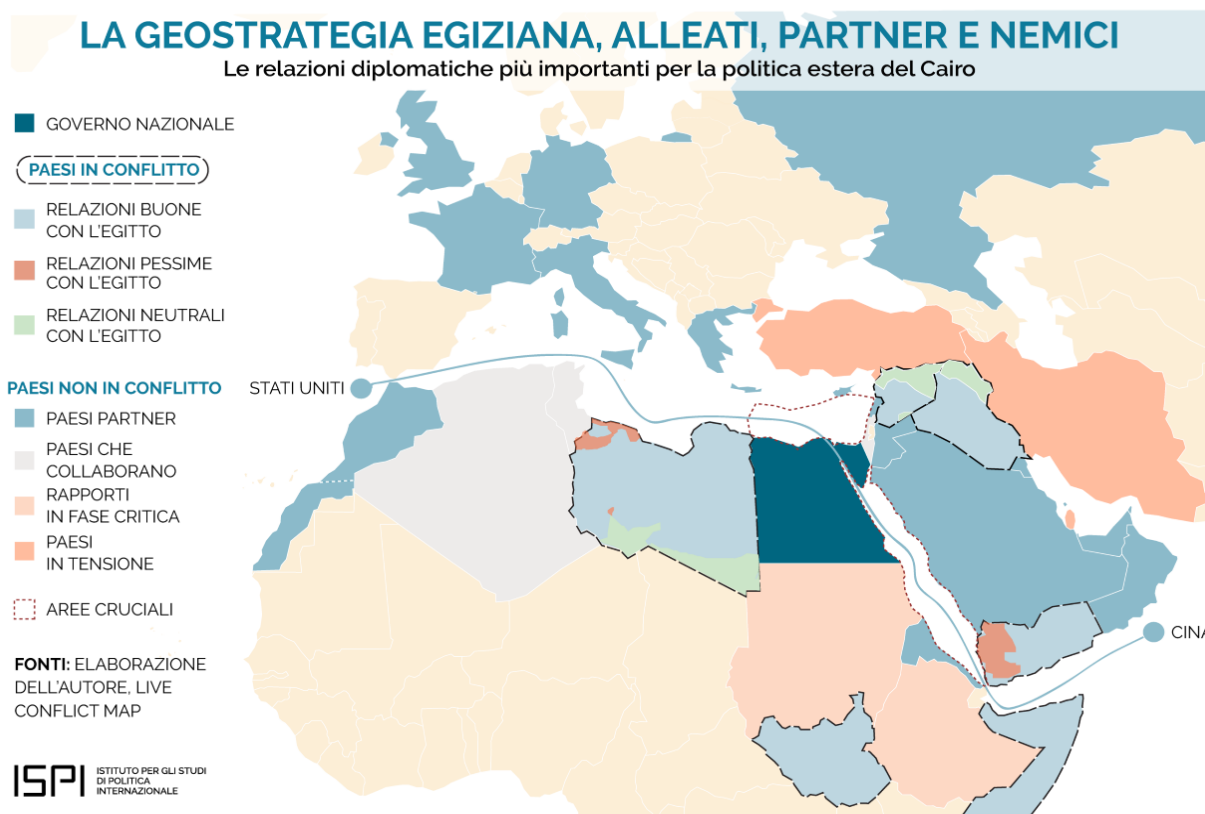 LA GEOSTRATEGIA EGIZIANA, ALLEATI, PARTNER E NEMICI
Le relazioni diplomatiche più importanti per la politica estera del Cairo
GOVERNO NAZIONALE
PAESI IN CONFLITTO
RELAZIONI BUONE
CON L'EGITTO
RELAZIONI PESSIME
CON L'EGITTO
RELAZIONI NEUTRALI
CON L'EGITTO
PAESI NON IN CONFLITTO
PAESI PARTNER
PAESI CHE
COLLABORANO
RAPPORTI
IN FASE CRITICA
PAESI
IN TENSIONE
AREE CRUCIALI
FONTI: ELABORAZIONE
DELL'AUTORE, LIVE
CONFLICT MAP
ISPI
ISTITUTO PER GLI STUDI
DI POLITICA
INTERNAZIONALE
STATI UNITI
CINA